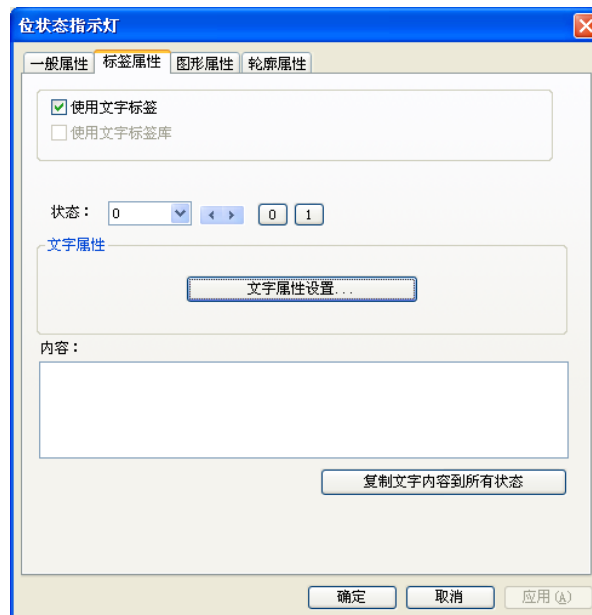 位状态指示灯
一般属性 标签属性 图形属性 轮廓属性
使用文字标签
使用文字标签库
状态： 0 0 1
文字属性
文字属性设置...
内容：
复制文字内容到所有状态
确定 取消 应用(A)